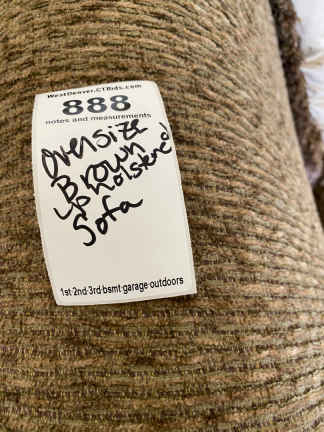 WestDenver.CTBids.com
888
notes and measurements
Oversize
Brown
upholstered
Sofa
1st-2nd-3rd-bsmt-garage-outdoors